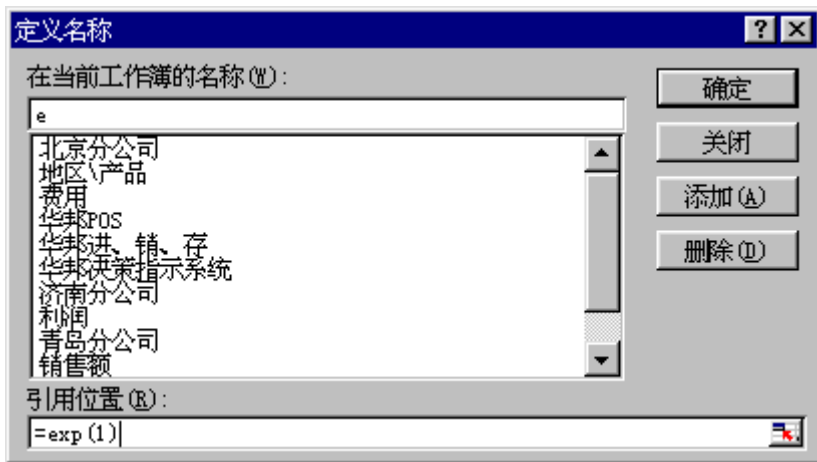 定义名称
在当前工作簿的名称(W):
e
北京分公司
地区\产品
费用
华邦POS
华邦进、销、存
华邦决策指示系统
济南分公司
利润
青岛分公司
销售额
引用位置(R):
=exp(1)
确定
关闭
添加(A)
删除(D)